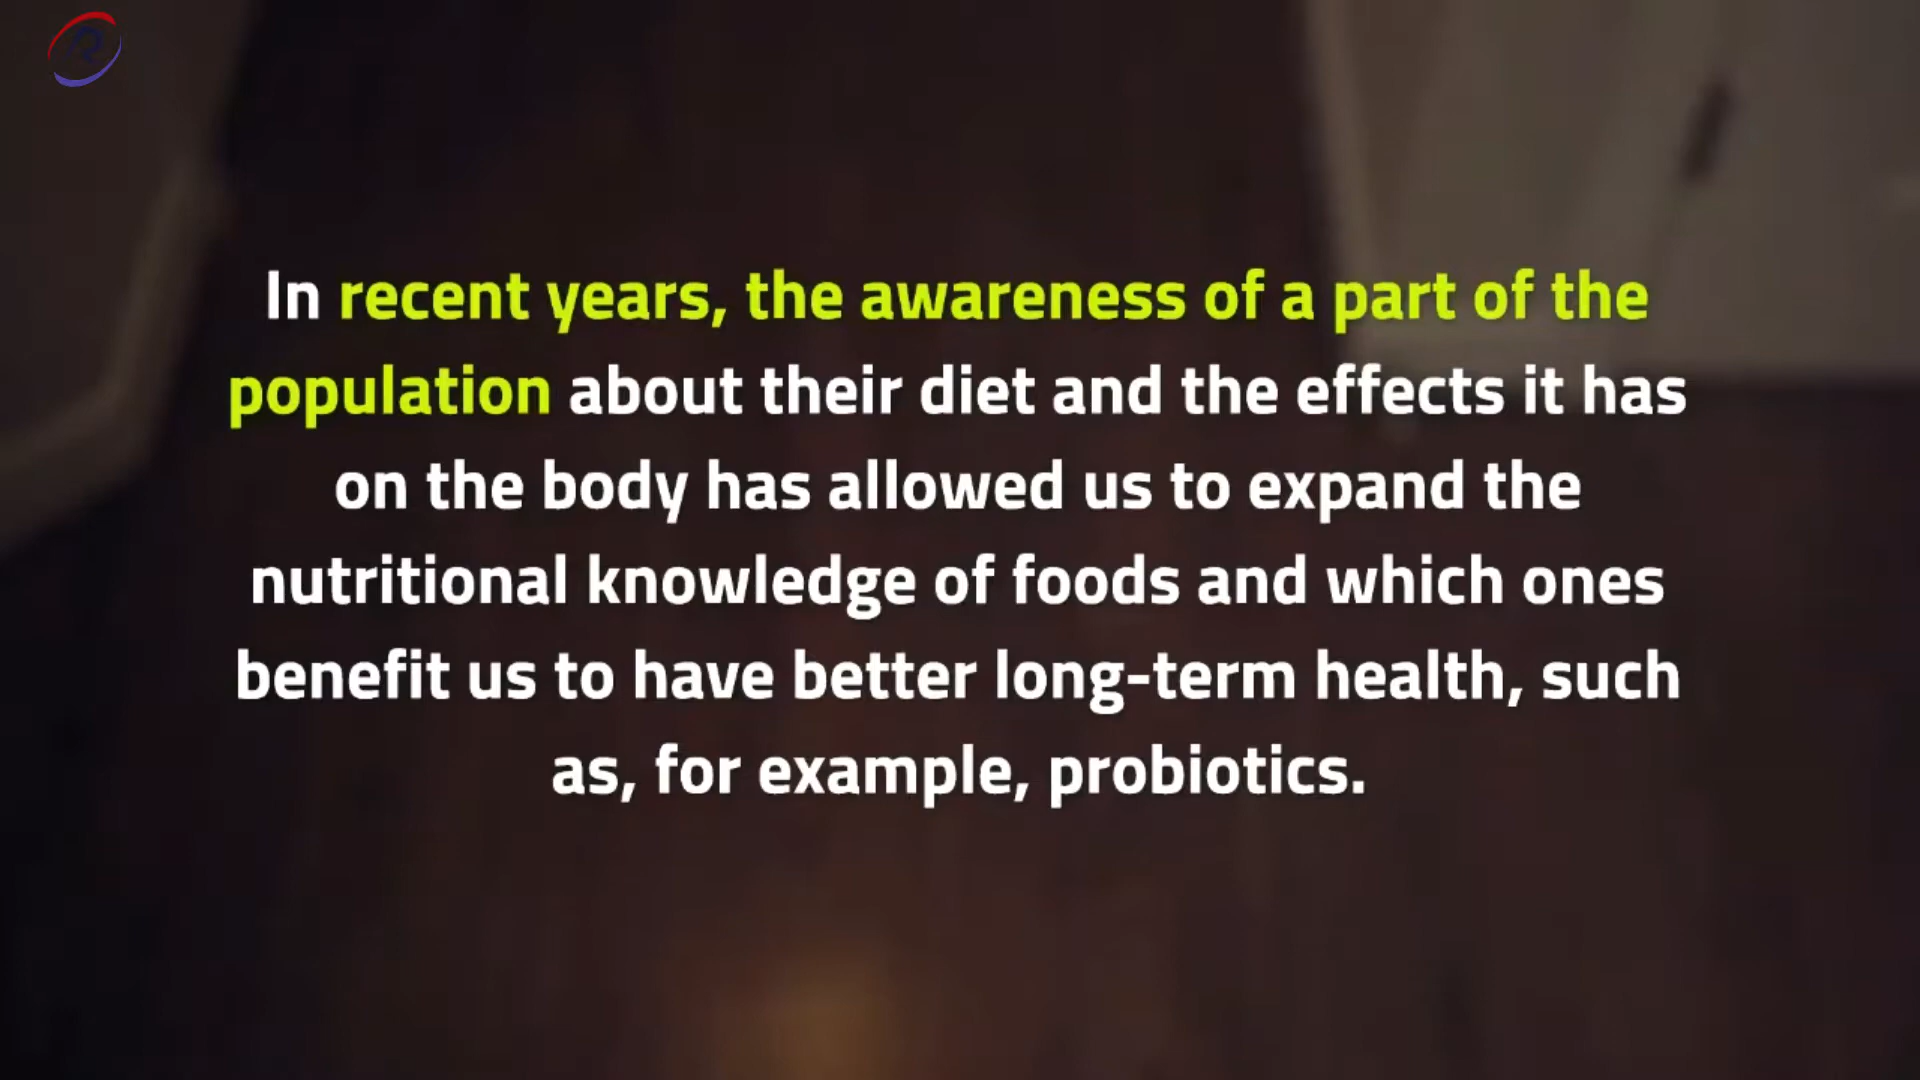 In recent years, the awareness of a part of the
population about their diet and the effects it has
on the body has allowed us to expand the
nutritional knowledge of foods and which ones
benefit us to have better long-term health, such
as, for example, probiotics.